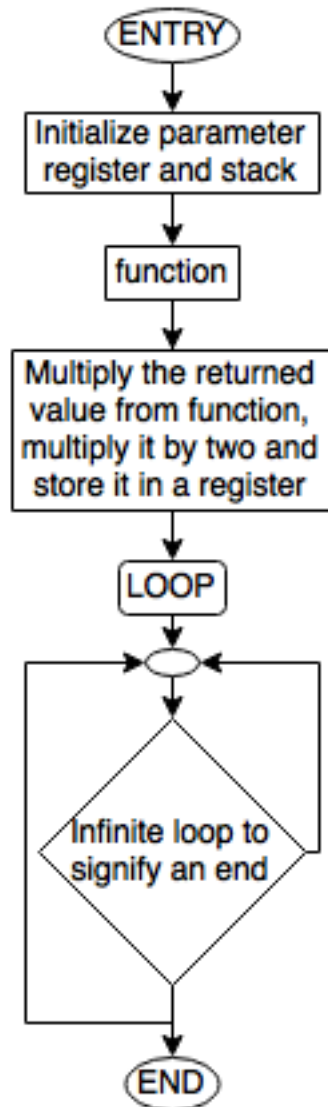 ENTRY
Initialize parameter
register and stack
function
Multiply the returned
value from function,
multiply it by two and
store it in a register
LOOP
Infinite loop to
signify an end
END